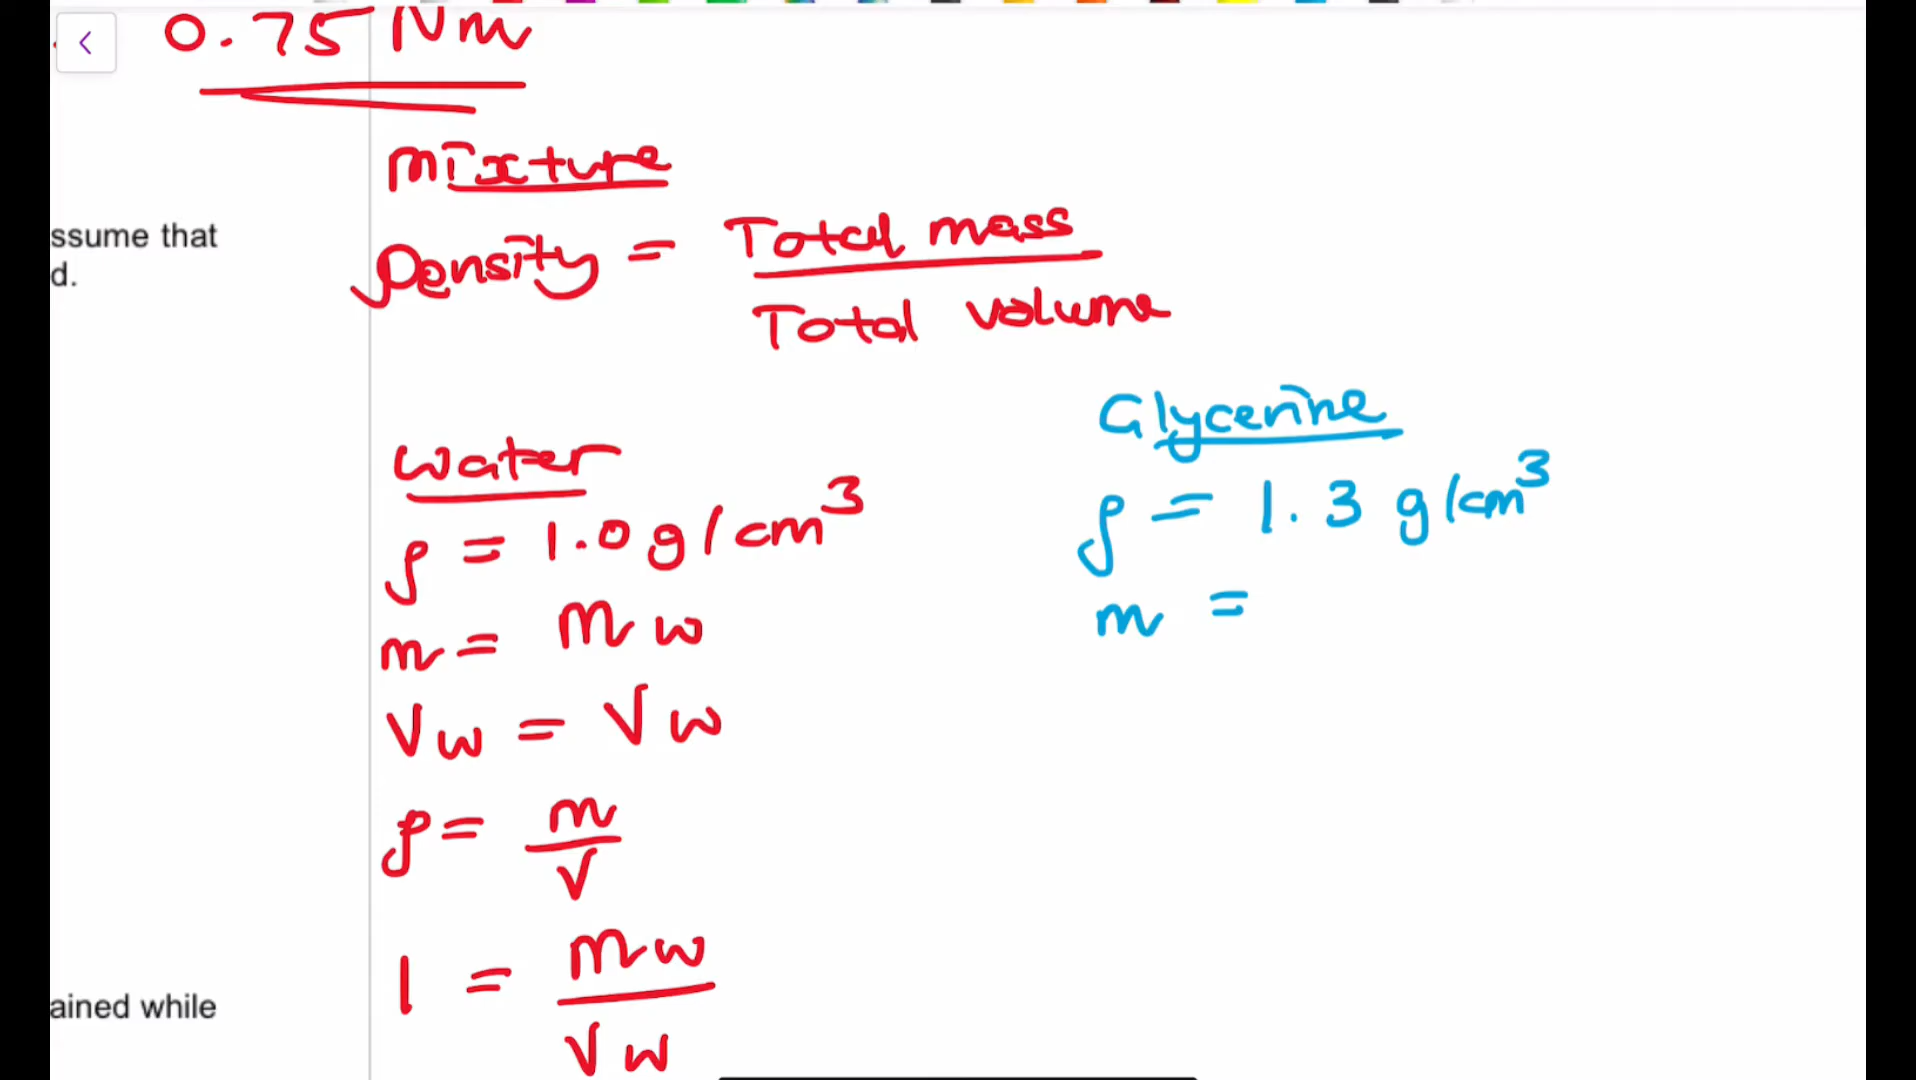 0.75 Nm
mixture
Density = Total mass / Total volume
ssume that
d.
Glycerine
ρ = 1.3 g/cm³
m =
water
ρ = 1.0 g/cm³
m = mw
Vw = Vw
ρ = m / V
1 = mw / Vw
ained while